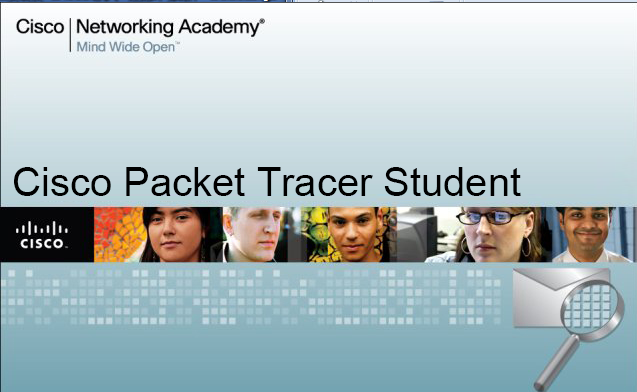 Cisco Networking Academy®
Mind Wide Open™
Cisco Packet Tracer Student
cisco.